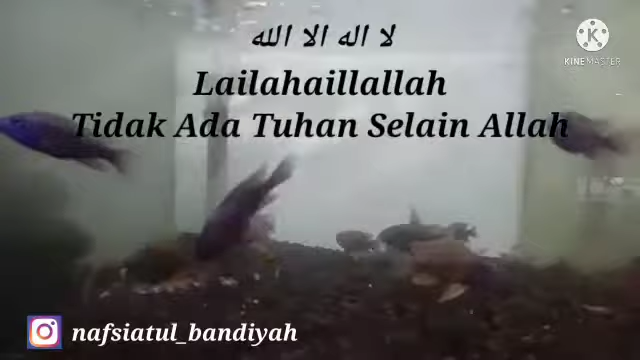 لا اله الا الله
Lailahaillallah
Tidak Ada Tuhan Selain Allah
KINEMASTER
nafsiatul_bandiyah